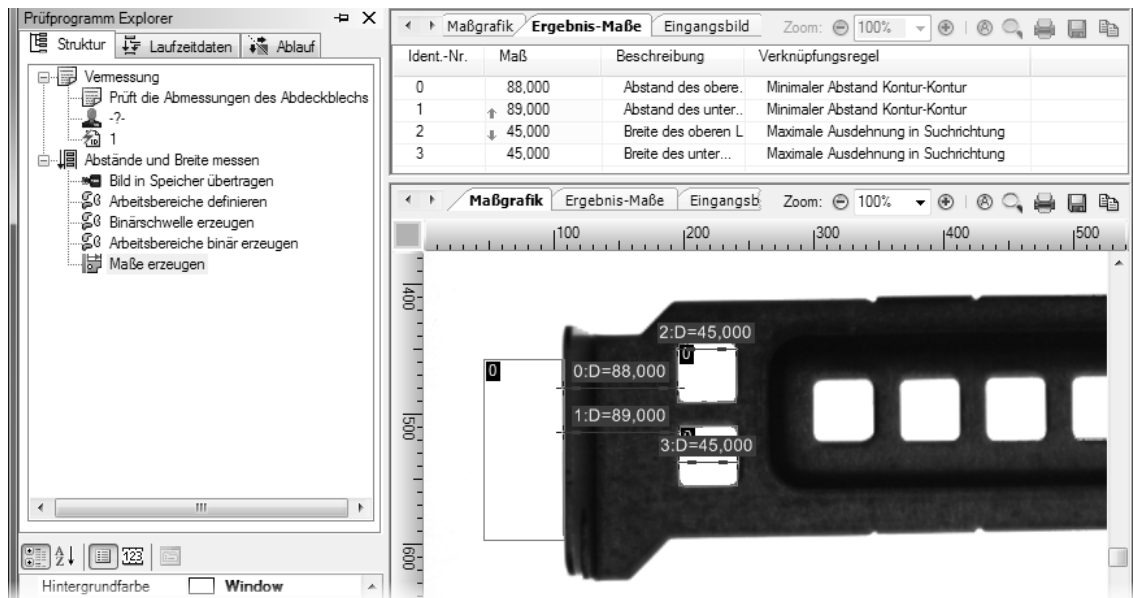 Prüfprogramm Explorer
Struktur Laufzeitdaten Ablauf
Vermessung
Prüft die Abmessungen des Abdeckblechs
-?-
1
Abstände und Breite messen
Bild in Speicher übertragen
Arbeitsbereiche definieren
Binärschwelle erzeugen
Arbeitsbereiche binär erzeugen
Maße erzeugen
Hintergrundfarbe Window
Maßgrafik Ergebnis-Maße Eingangsbild Zoom: 100%
Ident.-Nr. Maß Beschreibung Verknüpfungsregel
0 88,000 Abstand des obere. Minimaler Abstand Kontur-Kontur
1 89,000 Abstand des unter.. Minimaler Abstand Kontur-Kontur
2 45,000 Breite des oberen L Maximale Ausdehnung in Suchrichtung
3 45,000 Breite des unter... Maximale Ausdehnung in Suchrichtung
Maßgrafik Ergebnis-Maße Eingangsb Zoom: 100%
100 200 300 400 500
400
500
600
2:D=45,000
0
0
0:D=88,000
1:D=89,000
3:D=45,000